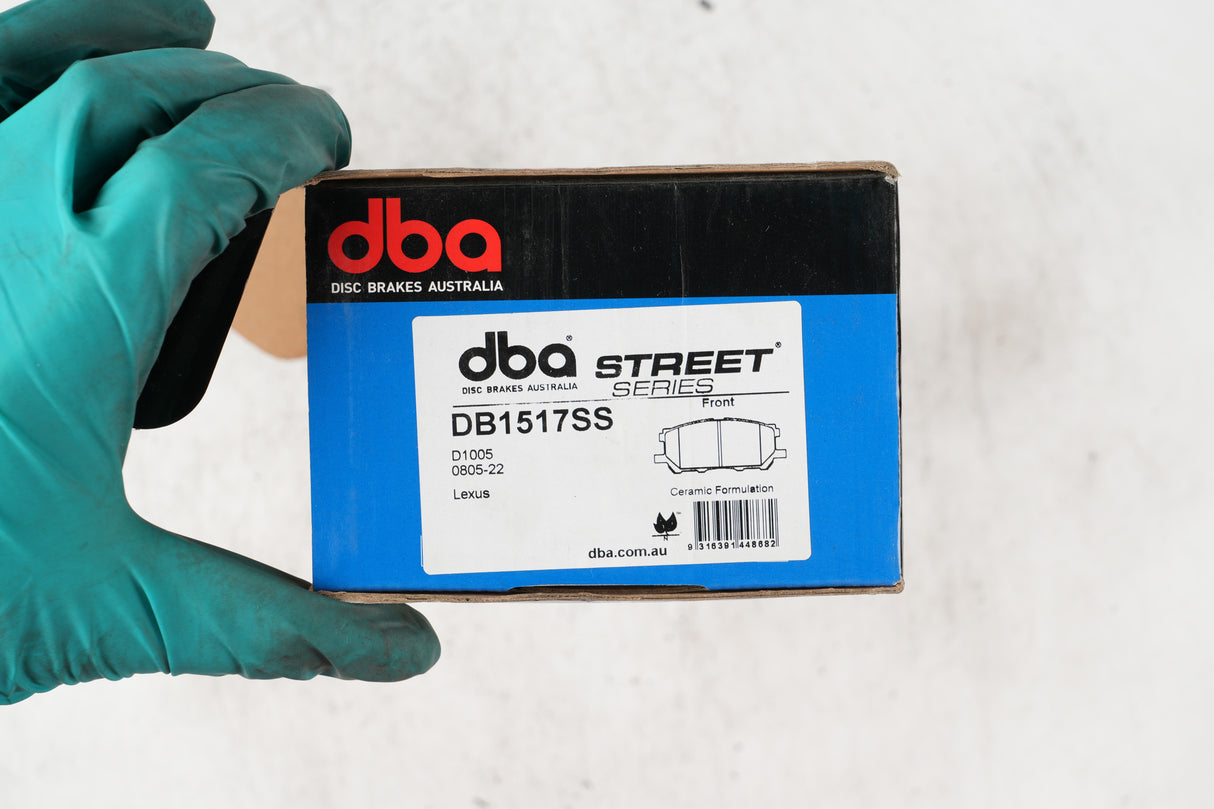 dba
DISC BRAKES AUSTRALIA
dba® STREET®
DISC BRAKES AUSTRALIA SERIES
Front
DB1517SS
D1005
0805-22
Lexus
Ceramic Formulation
N
9 316391 448682
dba.com.au